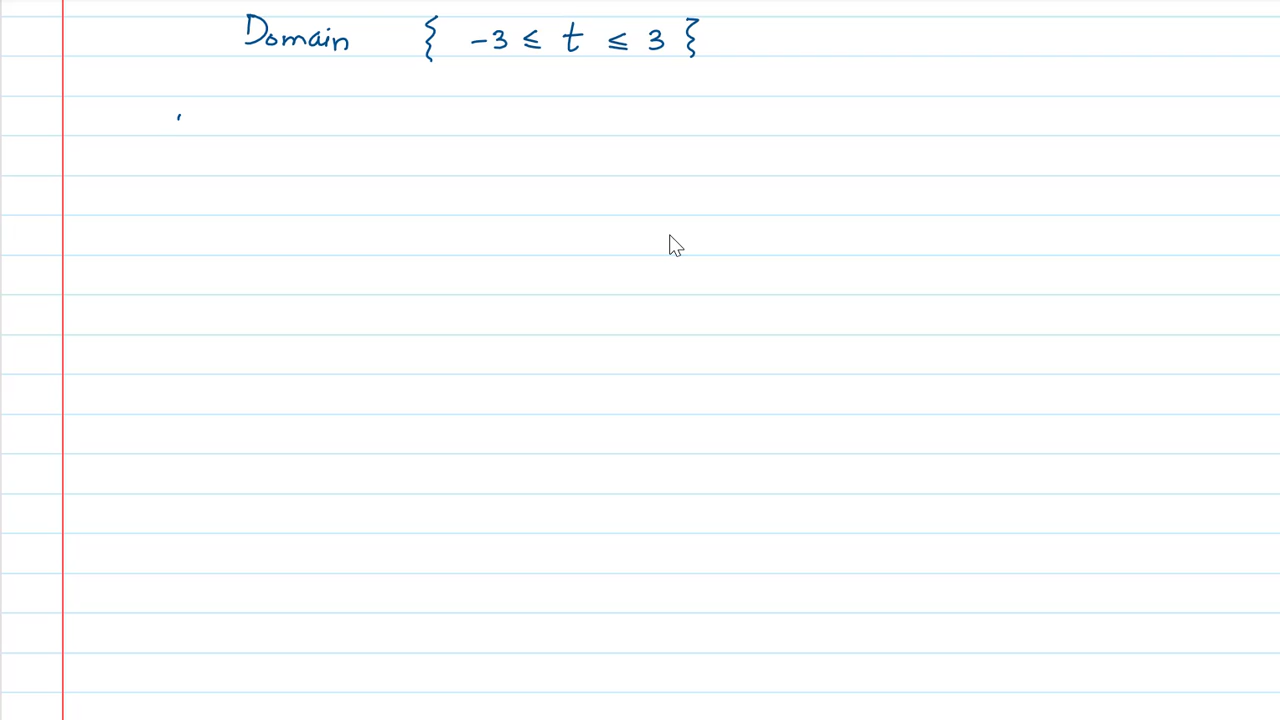 Domain { -3 ≤ t ≤ 3 }